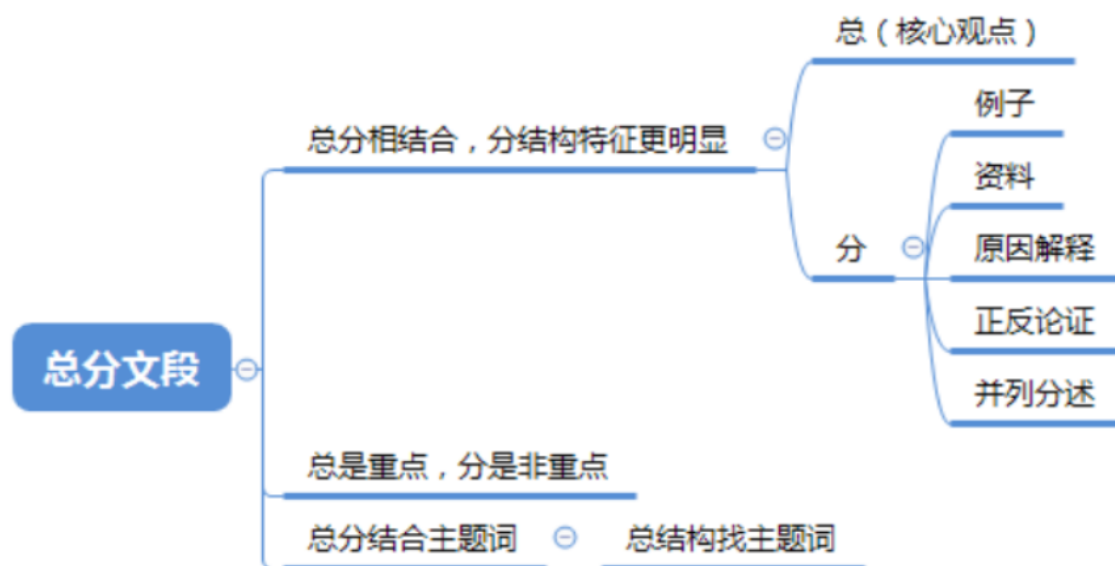 总分文段
总分相结合，分结构特征更明显
总（核心观点）
分
例子
资料
原因解释
正反论证
并列分述
总是重点，分是非重点
总分结合主题词
总结构找主题词